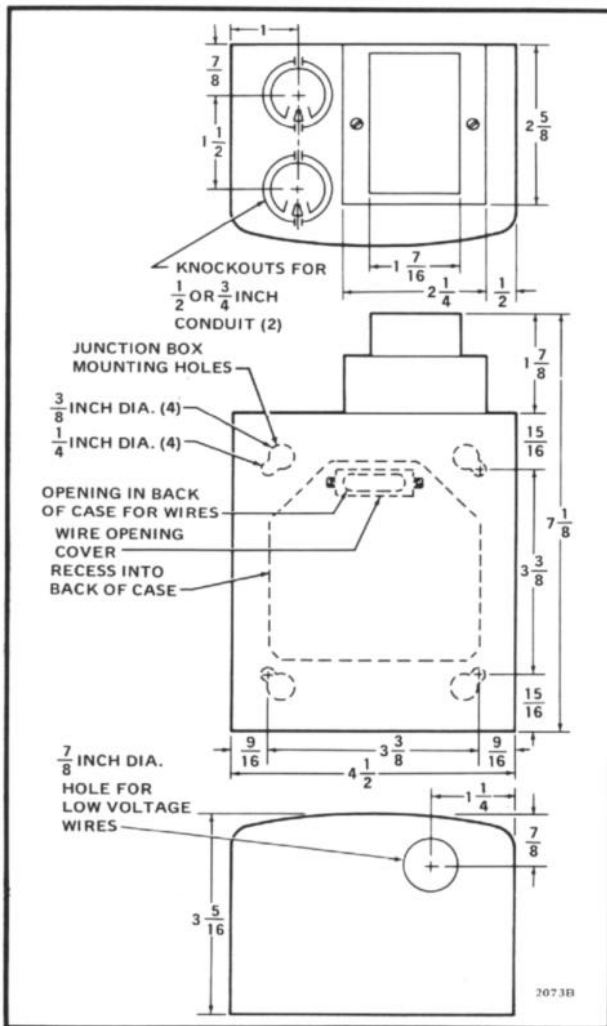 1
7/8
1 1/2
2 5/8
KNOCKOUTS FOR
1/2 OR 3/4 INCH
CONDUIT (2)
1 7/16
2 1/4
1/2
JUNCTION BOX
MOUNTING HOLES
3/8 INCH DIA. (4)
1/4 INCH DIA. (4)
1 7/8
15/16
OPENING IN BACK
OF CASE FOR WIRES
WIRE OPENING
COVER
RECESS INTO
BACK OF CASE
7 1/8
3 3/8
15/16
9/16
3 3/8
9/16
4 1/2
7/8 INCH DIA.
HOLE FOR
LOW VOLTAGE
WIRES
1 1/4
7/8
3 5/16
2073B